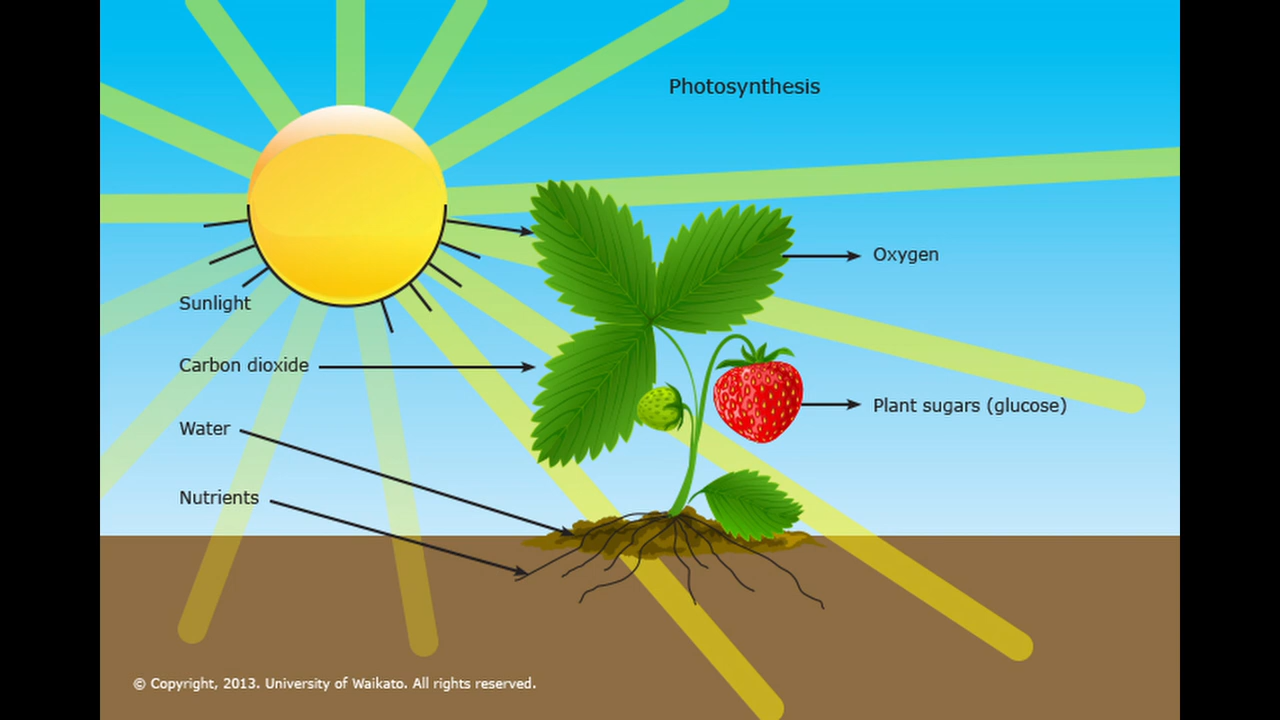 Photosynthesis
Oxygen
Sunlight
Carbon dioxide
Plant sugars (glucose)
Water
Nutrients
© Copyright, 2013. University of Waikato. All rights reserved.